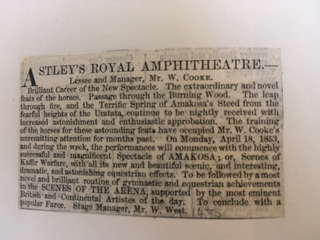 ASTLEY'S ROYAL AMPHITHEATRE.—
Lessee and Manager, Mr. W. COOKE.
Brilliant Career of the New Spectacle. The extraordinary and novel
feats of the horses. Passage through the Burning Wood. The leap
through fire, and the Terrific Spring of Amakosa's Steed from the
fearful heights of the Umtata, continue to be nightly received with
increased astonishment and enthusiastic approbation. The training
of the horses for these astounding feats have occupied Mr. W. Cooke's
unremitting attention for months past. On Monday, April 18, 1853,
and during the week, the performances will commence with the highly
successful and magnificent Spectacle of AMAKOSA; or, Scenes of
Kaffir Warfare, with all its new and beautiful scenic, and interesting,
dramatic, and astonishing equestrian effects. To be followed by a most
novel and brilliant routine of gymnastic and equestrian achievements
in the SCENES OF THE ARENA, supported by the most eminent
British and Continental Artistes of the day. To conclude with a
popular Farce. Stage Manager, Mr. W. West.